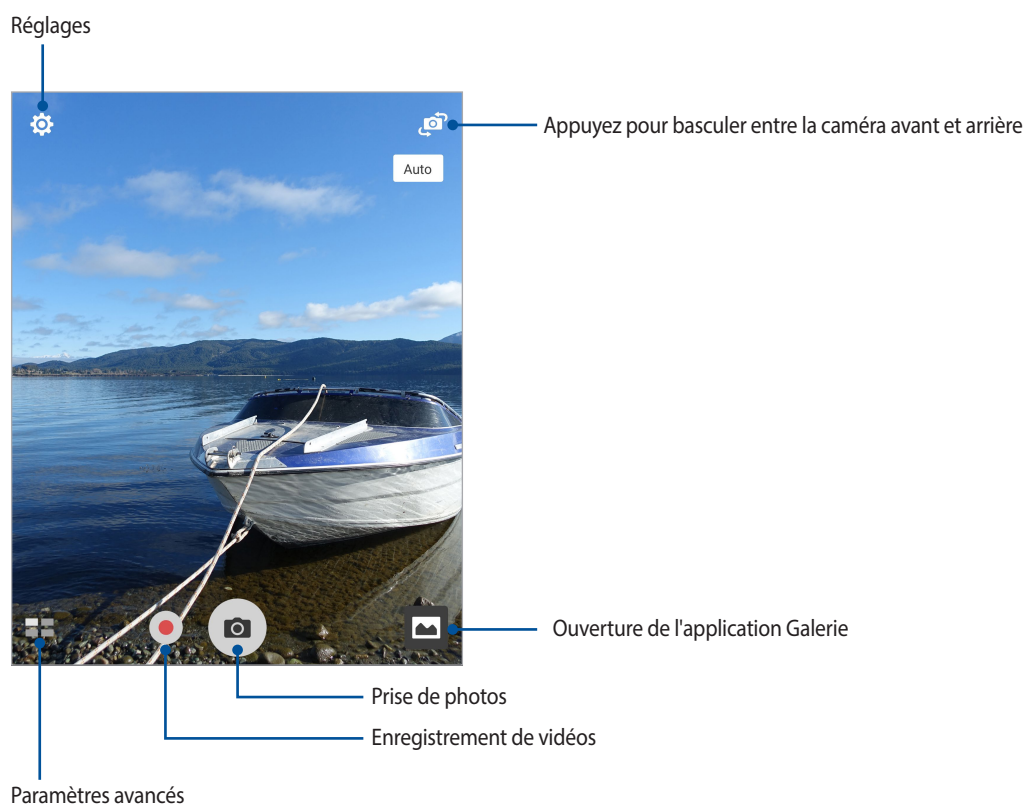 Réglages
Appuyez pour basculer entre la caméra avant et arrière
Auto
Ouverture de l'application Galerie
Prise de photos
Enregistrement de vidéos
Paramètres avancés